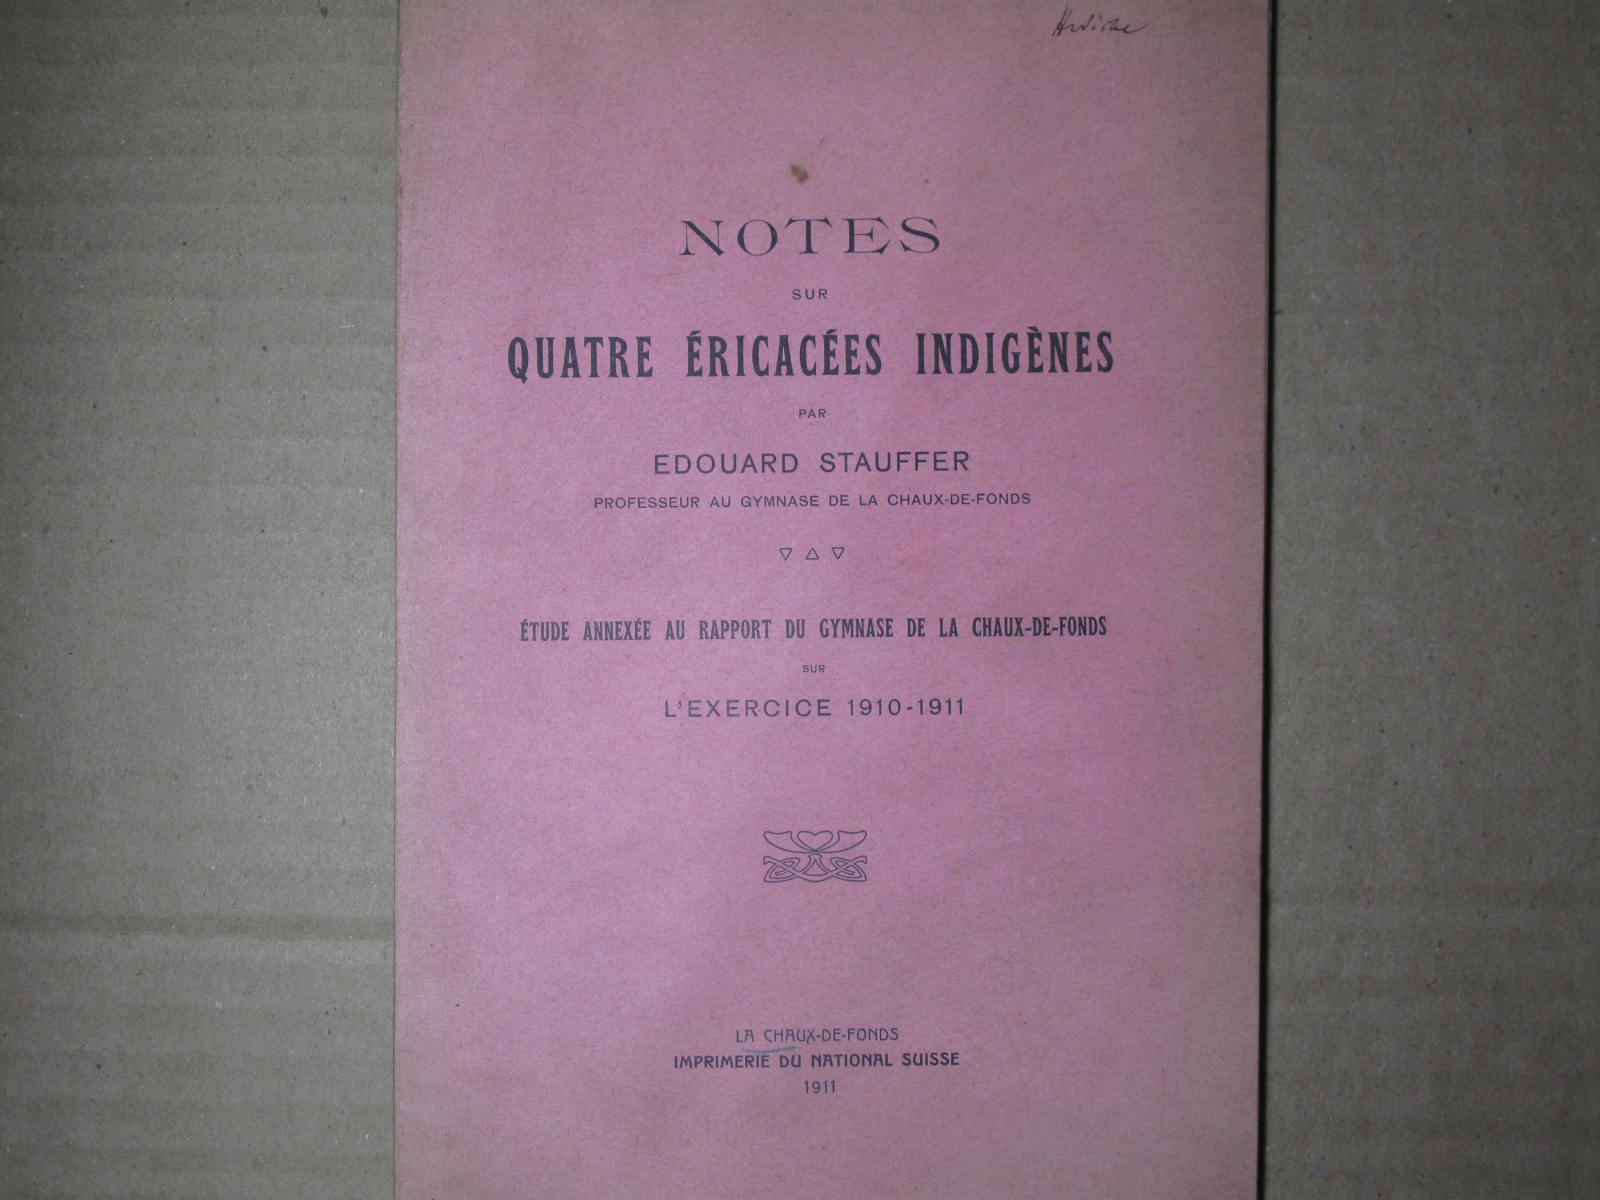 NOTES
SUR
QUATRE ÉRICACÉES INDIGÈNES
PAR
EDOUARD STAUFFER
PROFESSEUR AU GYMNASE DE LA CHAUX-DE-FONDS
ÉTUDE ANNEXÉE AU RAPPORT DU GYMNASE DE LA CHAUX-DE-FONDS
SUR
L'EXERCICE 1910-1911
LA CHAUX-DE-FONDS
IMPRIMERIE DU NATIONAL SUISSE
1911